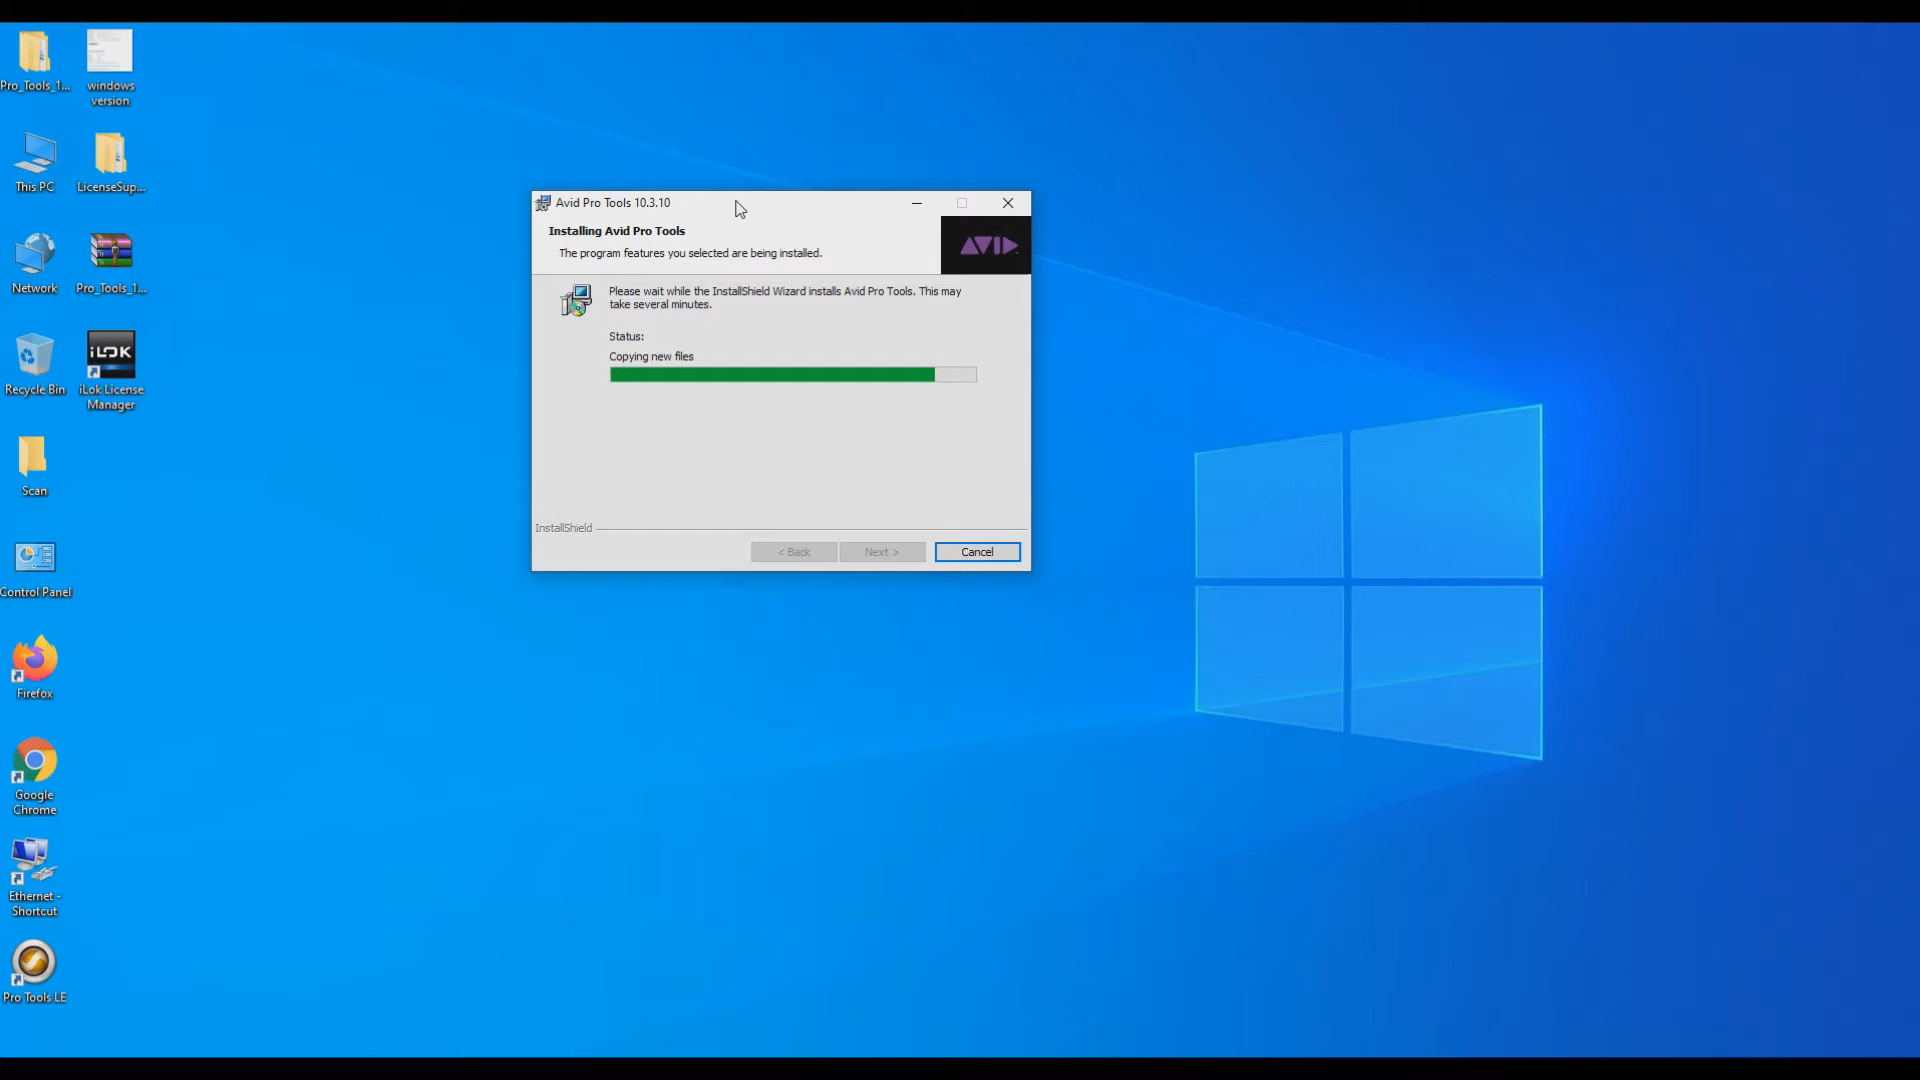 Pro_Tools_1...
windows
version
This PC
LicenseSup...
Network
Pro_Tools_1...
Recycle Bin
iLOK
iLok License
Manager
Scan
Control Panel
Firefox
Google
Chrome
Ethernet -
Shortcut
Pro Tools LE
Avid Pro Tools 10.3.10
Installing Avid Pro Tools
The program features you selected are being installed.
AVID
Please wait while the InstallShield Wizard installs Avid Pro Tools. This may
take several minutes.
Status:
Copying new files
InstallShield
< Back
Next >
Cancel